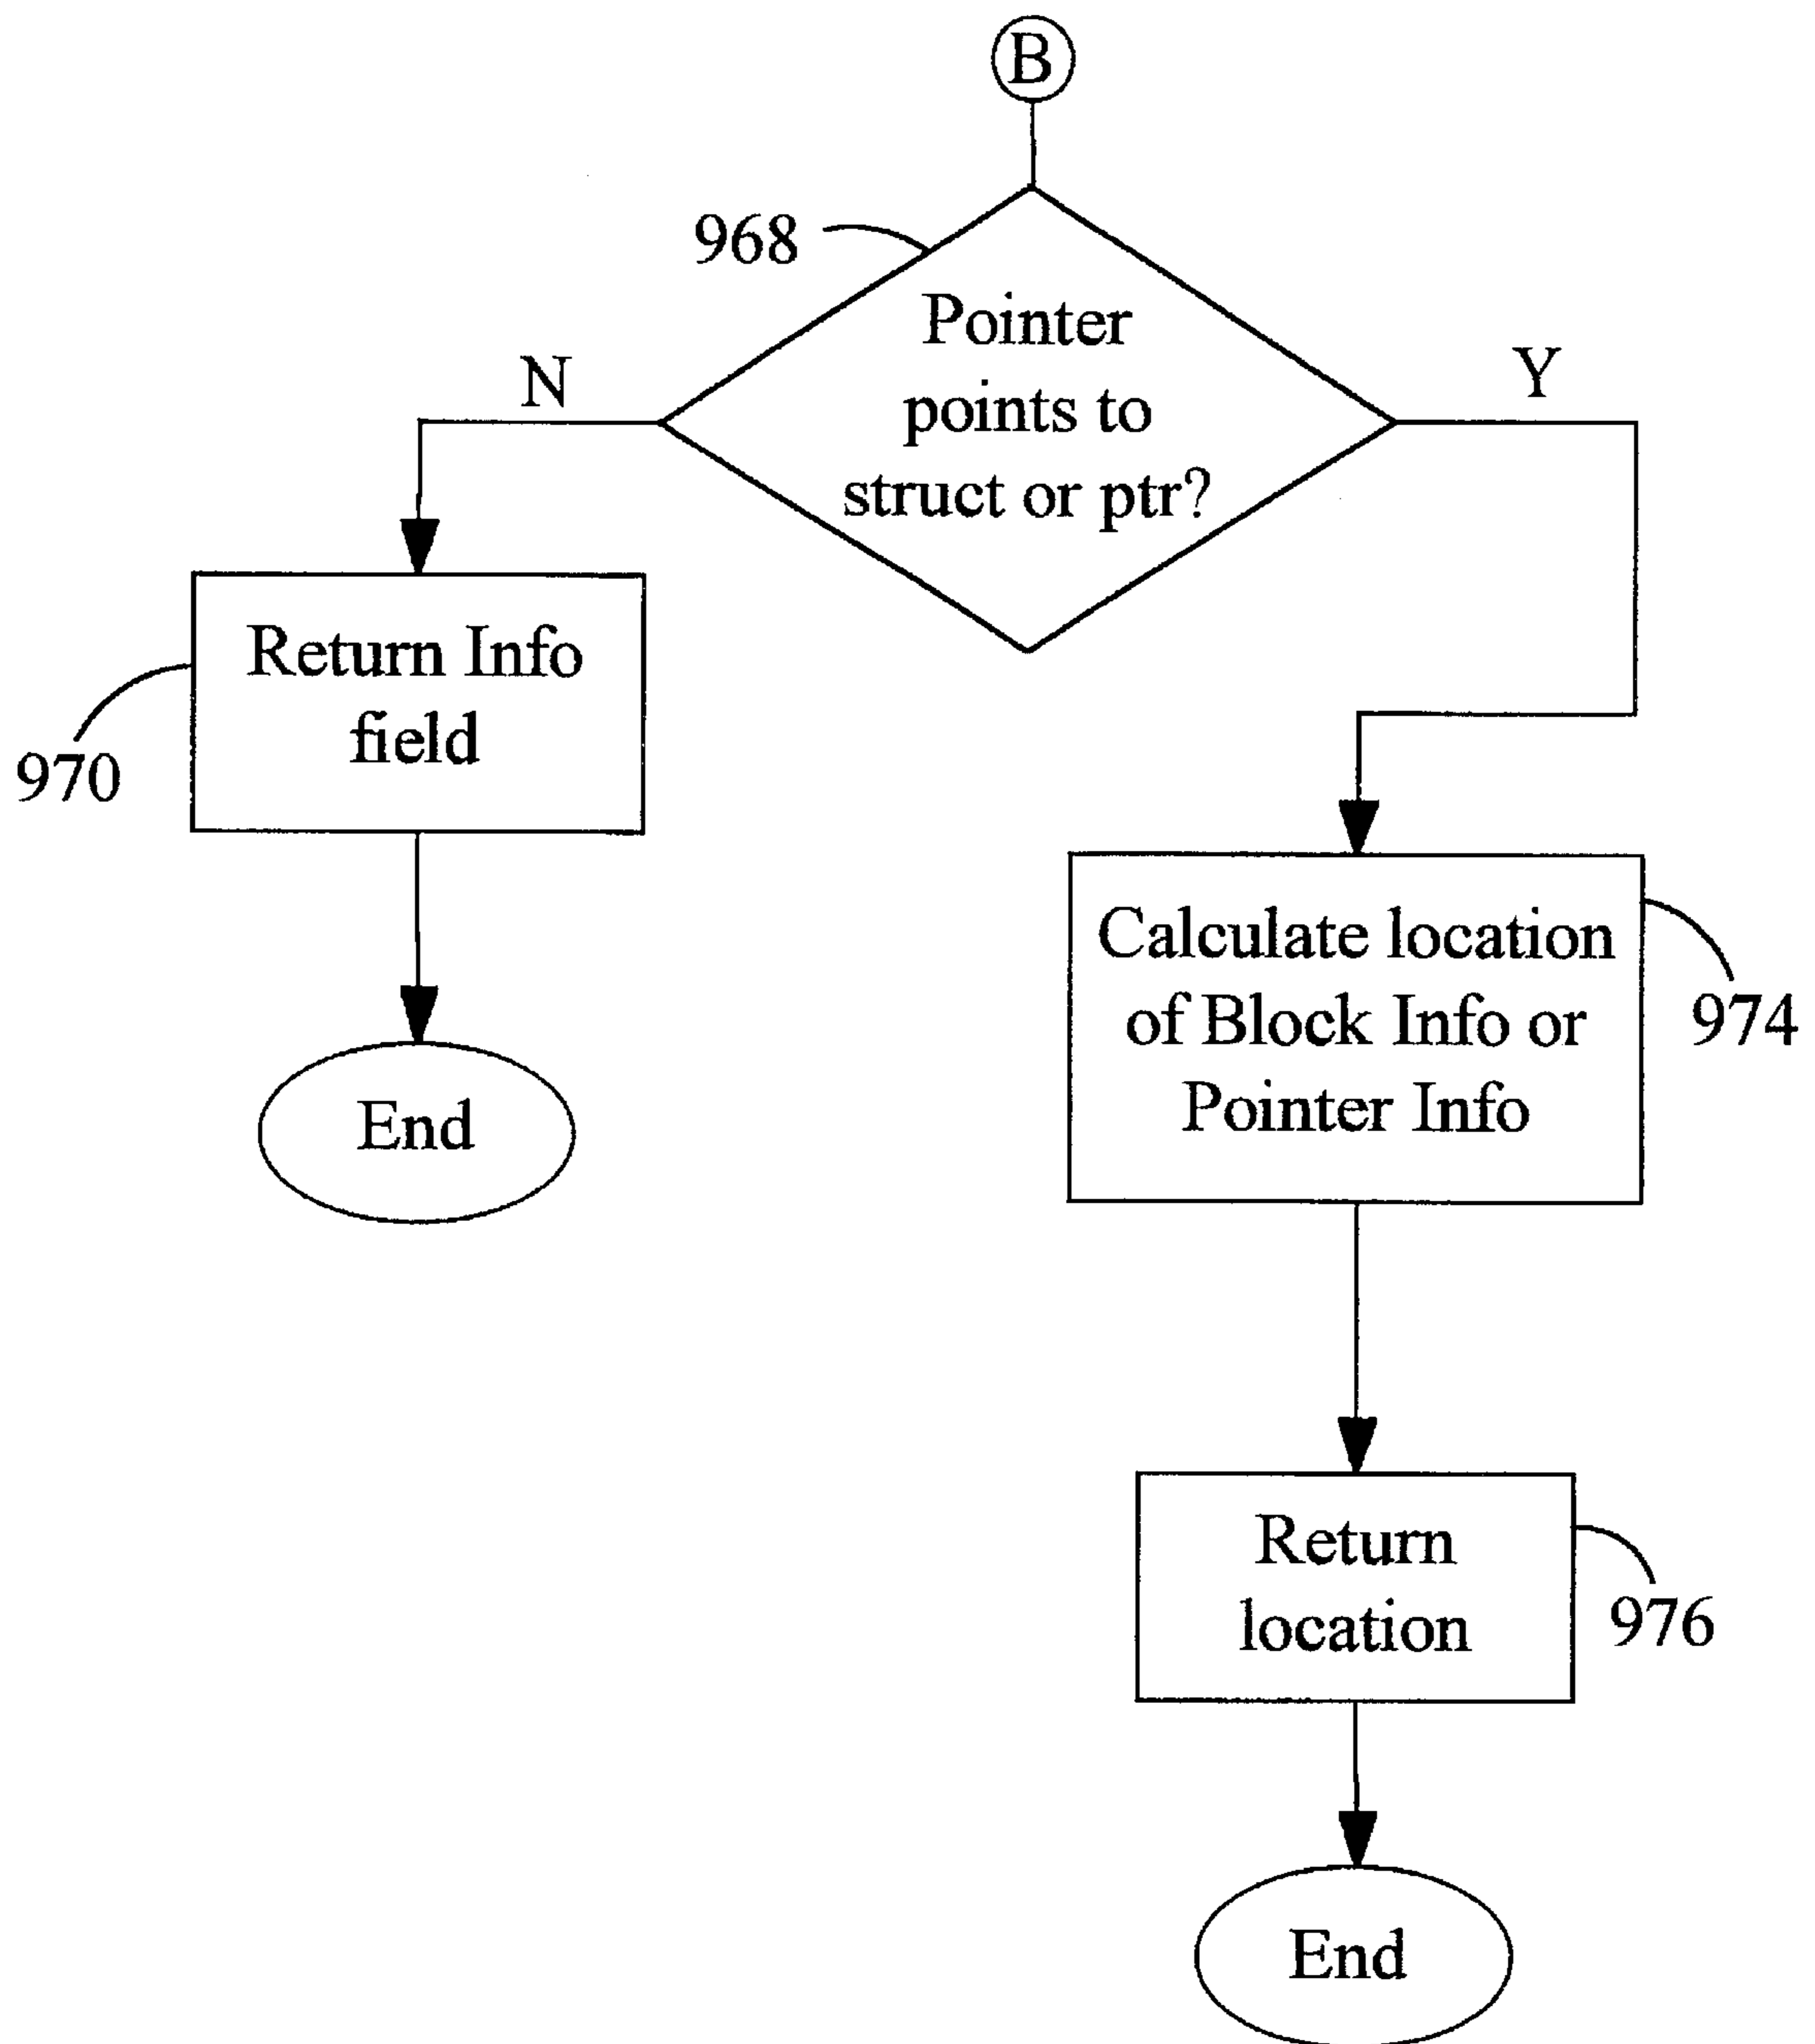 B
968
Pointer
points to
struct or ptr?
N
Y
Return Info
field
970
End
Calculate location
of Block Info or
Pointer Info
974
Return
location
976
End